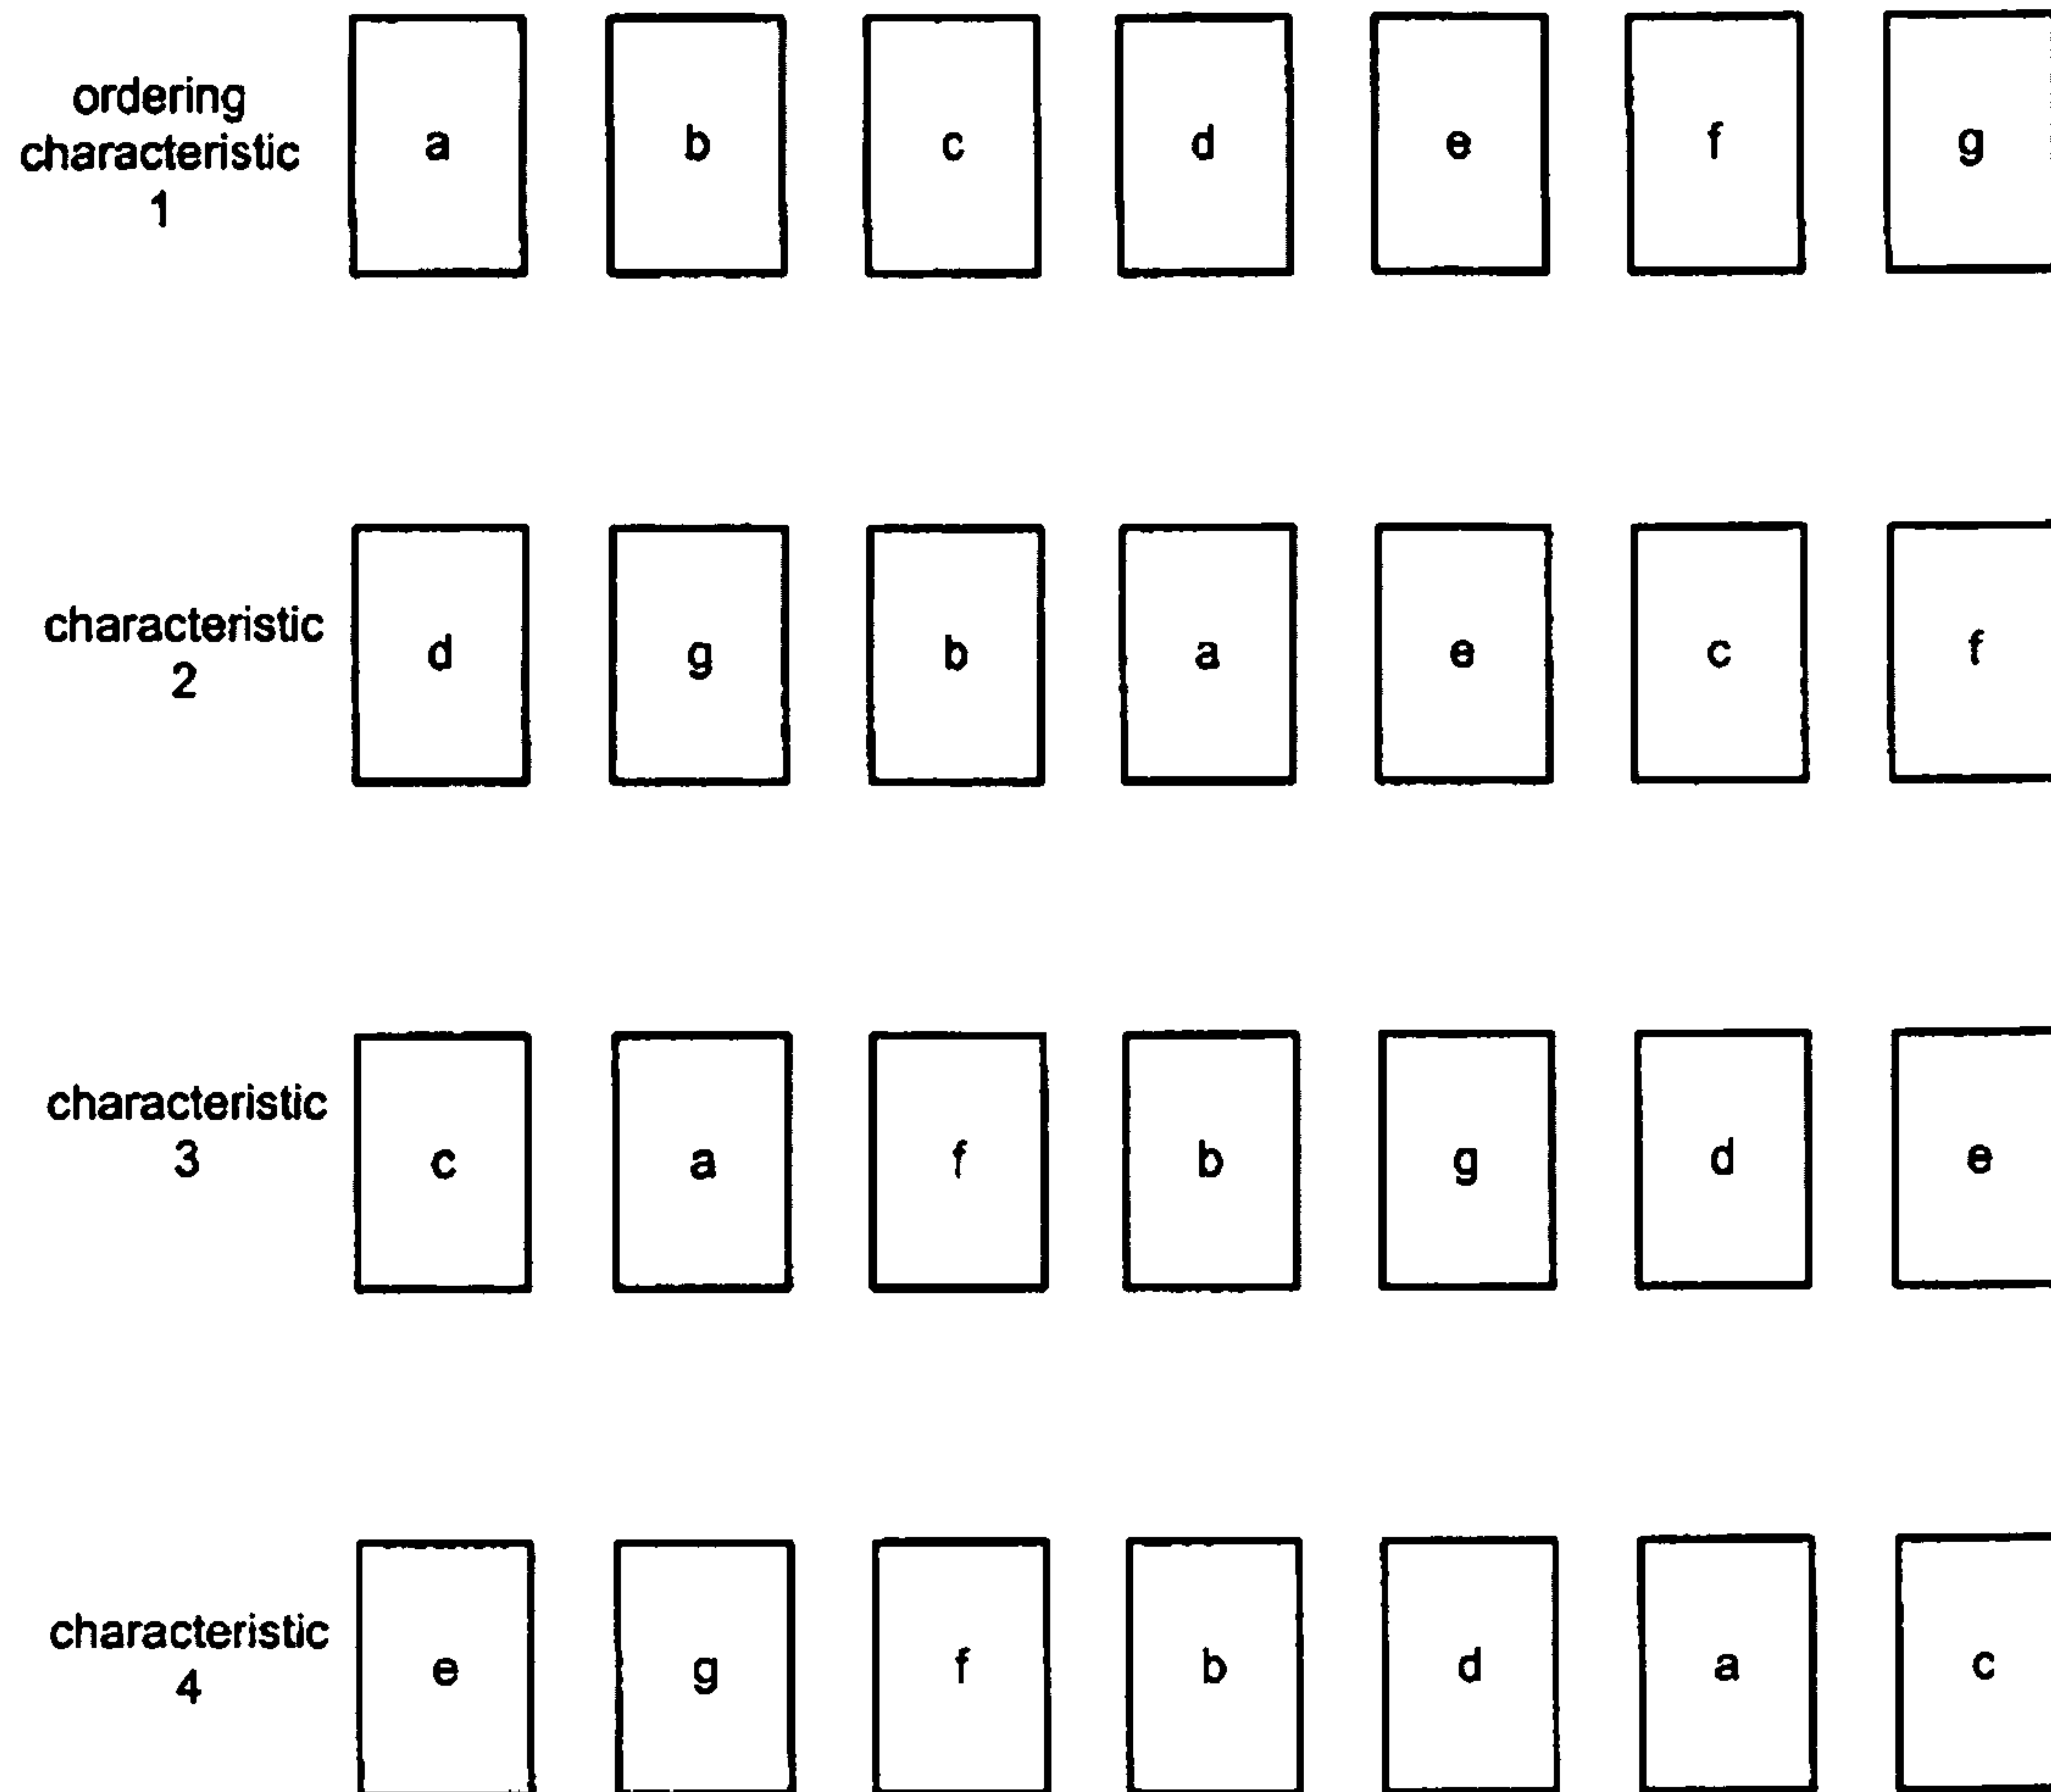 ordering
characteristic
1
a b c d e f g
characteristic
2
d g b a e c f
characteristic
3
c a f b g d e
characteristic
4
e g f b d a c